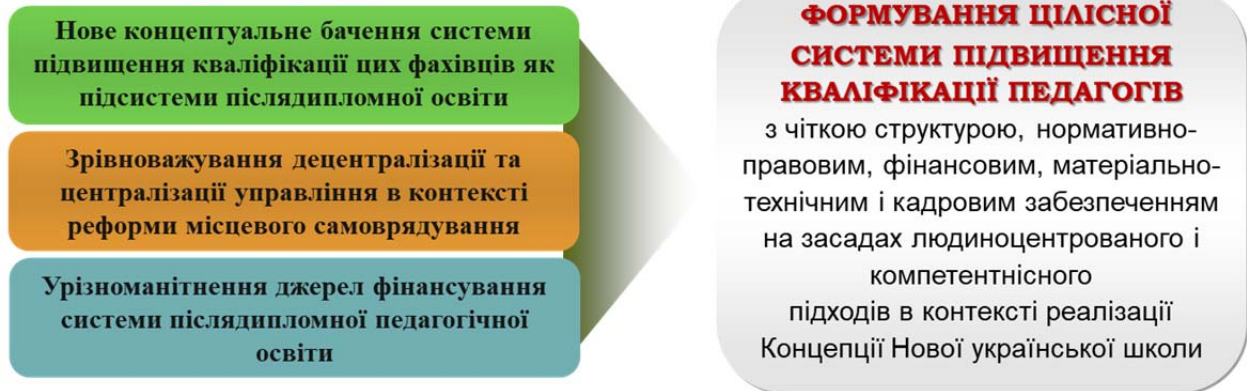 Нове концептуальне бачення системи
підвищення кваліфікації цих фахівців як
підсистеми післядипломної освіти
Зрівноважування децентралізації та
централізації управління в контексті
реформи місцевого самоврядування
Урізноманітнення джерел фінансування
системи післядипломної педагогічної
освіти
ФОРМУВАННЯ ЦІЛІСНОЇ
СИСТЕМИ ПІДВИЩЕННЯ
КВАЛІФІКАЦІЇ ПЕДАГОГІВ
з чіткою структурою, нормативно-
правовим, фінансовим, матеріально-
технічним і кадровим забезпеченням
на засадах людиноцентрованого і
компетентнісного
підходів в контексті реалізації
Концепції Нової української школи